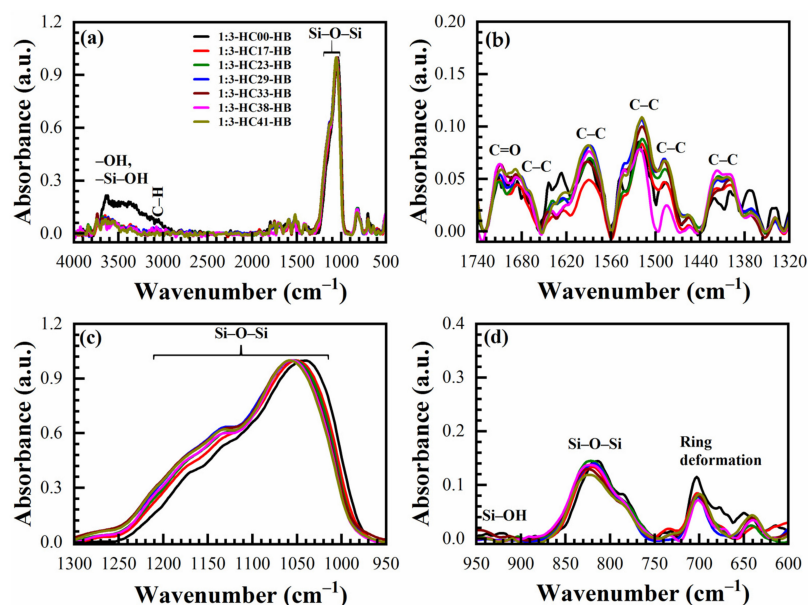 (a)
1:3-HC00-HB
1:3-HC17-HB
1:3-HC23-HB
1:3-HC29-HB
1:3-HC33-HB
1:3-HC38-HB
1:3-HC41-HB
Si–O–Si
–OH,
–Si–OH
C–H
Absorbance (a.u.)
1.2
0.9
0.6
0.3
0.0
4000 3500 3000 2500 2000 1500 1000 500
Wavenumber (cm–1)
(b)
C=O
C–C
C–C
C–C
C–C
C–C
Absorbance (a.u.)
0.20
0.15
0.10
0.05
0.00
1740 1680 1620 1560 1500 1440 1380 1320
Wavenumber (cm–1)
(c)
Si–O–Si
Absorbance (a.u.)
1.2
0.9
0.6
0.3
0.0
1300 1250 1200 1150 1100 1050 1000 950
Wavenumber (cm–1)
(d)
Si–OH
Si–O–Si
Ring
deformation
Absorbance (a.u.)
0.4
0.3
0.2
0.1
0.0
950 900 850 800 750 700 650 600
Wavenumber (cm–1)